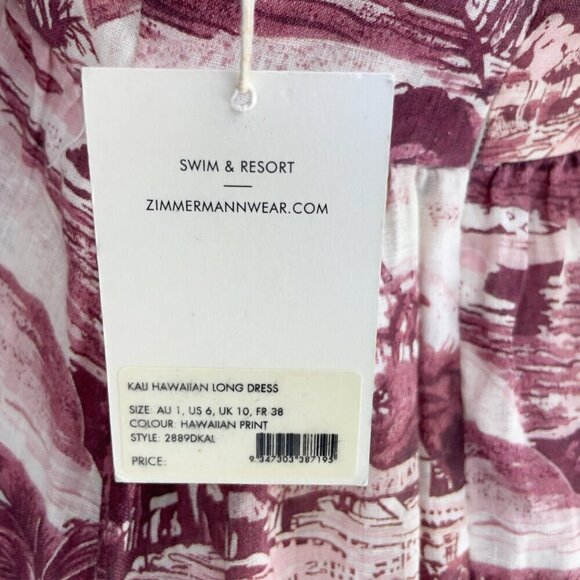 SWIM & RESORT
ZIMMERMANNWEAR.COM
KALI HAWAIIAN LONG DRESS
SIZE: AU 1, US 6, UK 10, FR 38
COLOUR: HAWAIIAN PRINT
STYLE: 2889DKAL
PRICE:
9 347303 387195